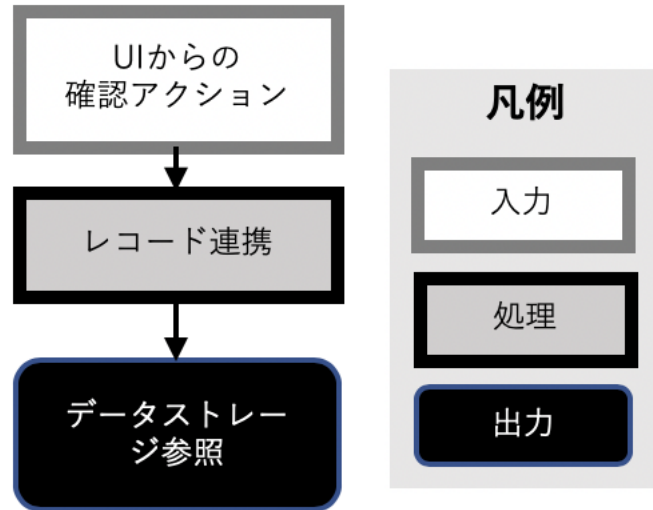 UIからの
確認アクション
レコード連携
データストレー
ジ参照
凡例
入力
処理
出力